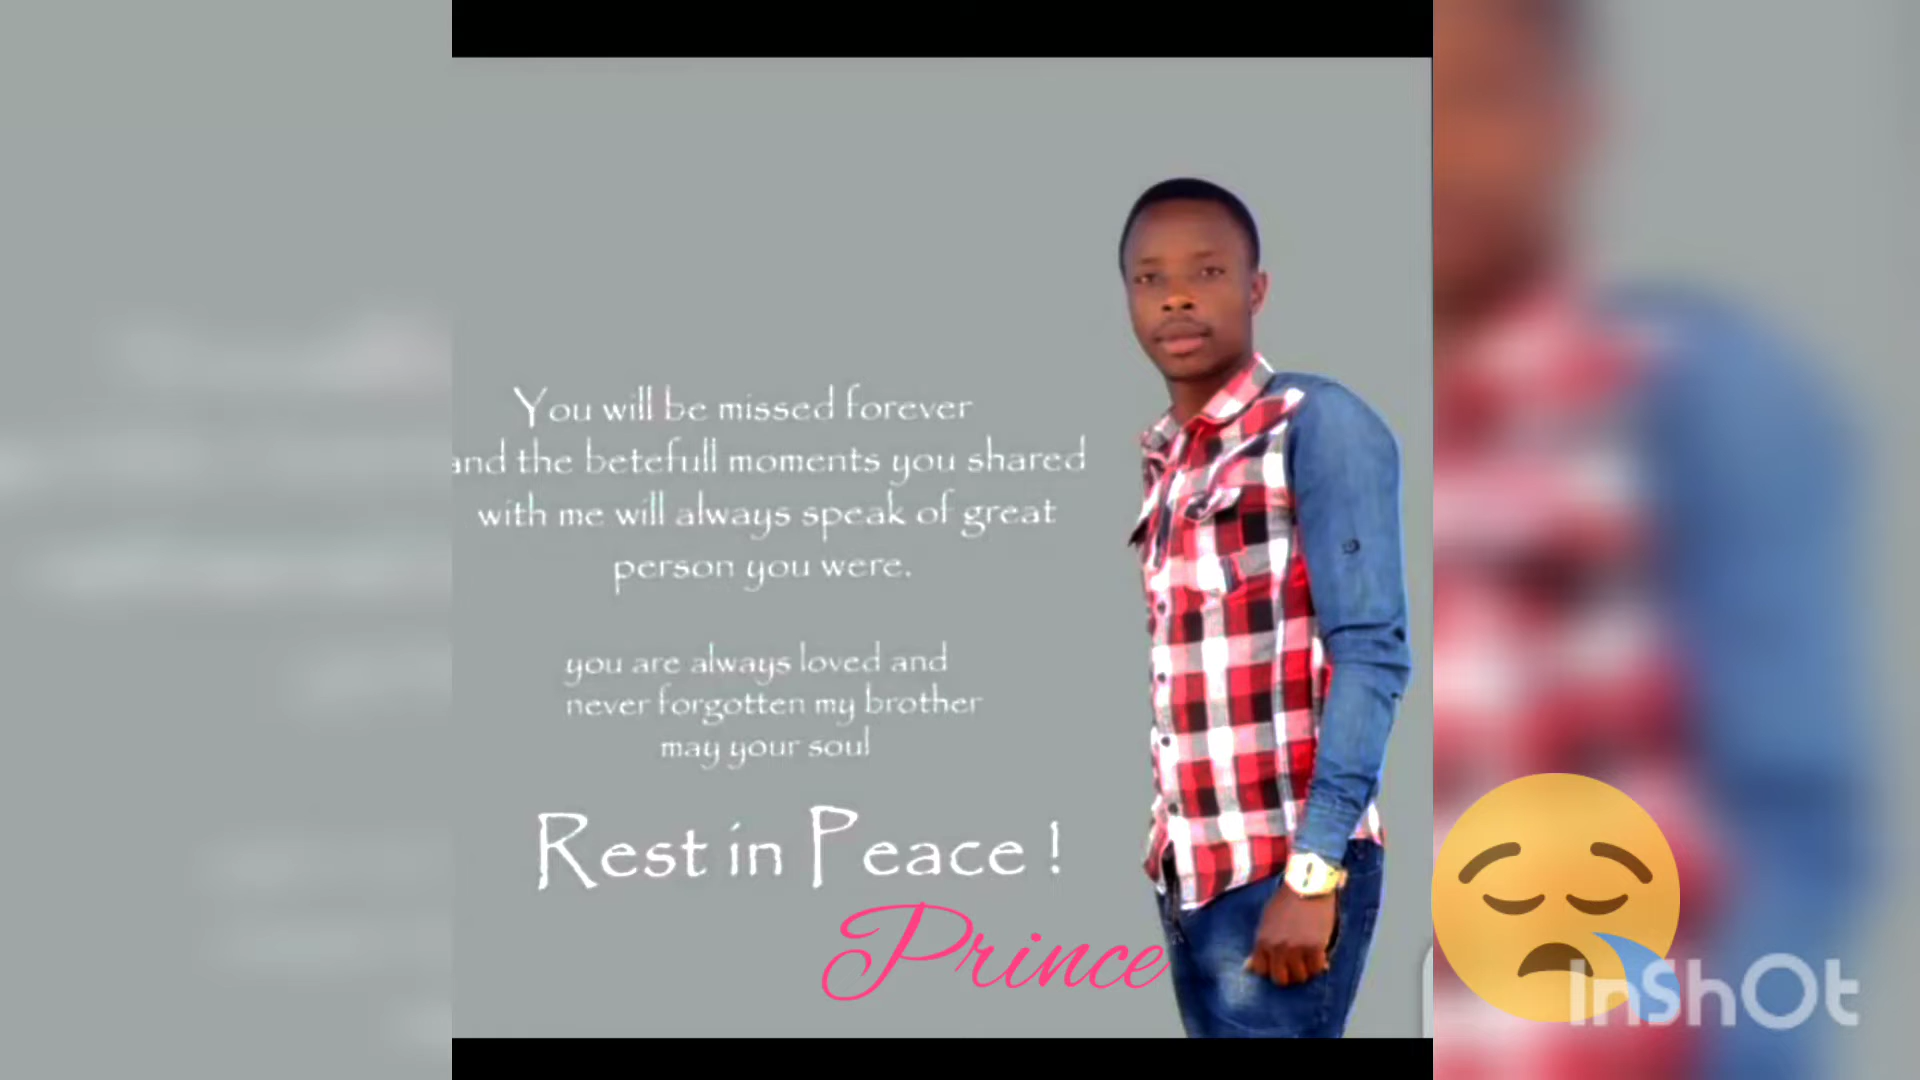 You will be missed forever
and the betefull moments you shared
with me will always speak of great
person you were.
you are always loved and
never forgotten my brother
may your soul
Rest in Peace !
Prince
InShOt